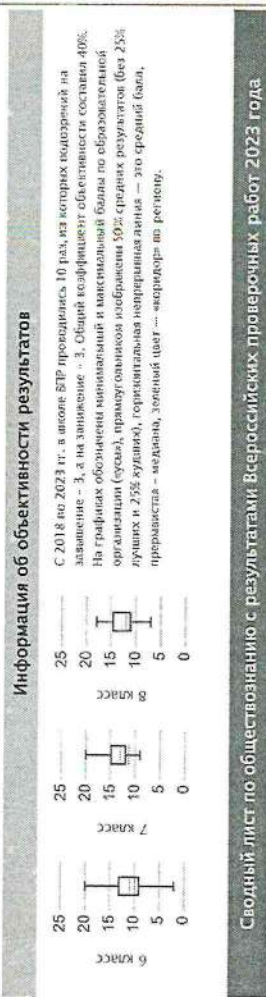 Информация об объективности результатов
С 2018 по 2023 гг. в школе ВПР проводились 10 раз, из которых подозрений на
завышение – 3, а на занижение – 3. Общий коэффициент объективности составил 40%.
На графиках обозначены минимальный и максимальный баллы по образовательной
организации («усы»), прямоугольником изображены 50% средних результатов (без 25%
лучших и 25% худших), горизонтальная непрерывная линия — это средний балл,
прерывистая – медиана, зеленый цвет — «коридор» по региону.
6 класс
25
20
15
10
5
0
7 класс
25
20
15
10
5
0
8 класс
25
20
15
10
5
0
Сводный лист по обществознанию с результатами Всероссийских проверочных работ 2023 года